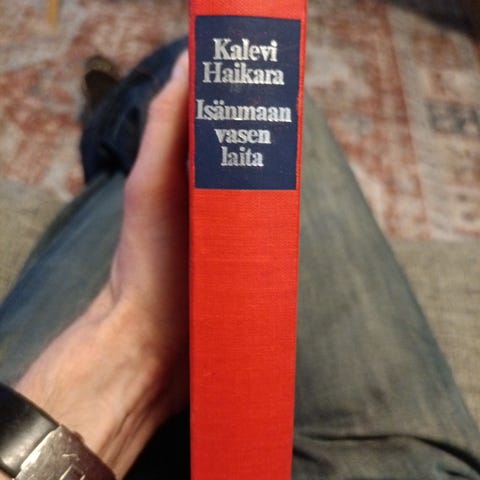 Kalevi
Haikara
Isänmaan
vasen
laita